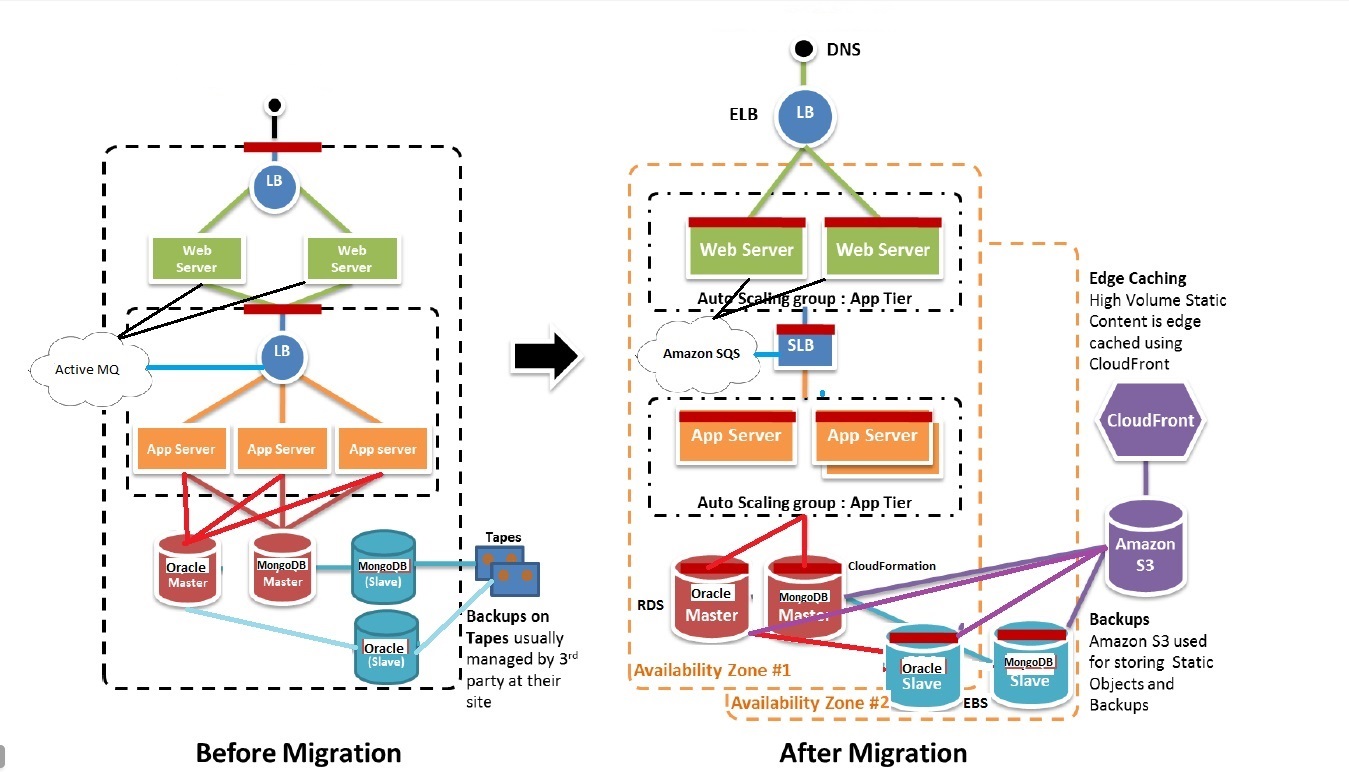 LB
Web
Server
Web
Server
Active MQ
LB
App Server
App Server
App server
Oracle
Master
MongoDB
Master
MongoDB
(Slave)
Oracle
(Slave)
Tapes
Backups on
Tapes usually
managed by 3rd
party at their
site
Before Migration
DNS
ELB
LB
Web Server
Web Server
Auto Scaling group : App Tier
Amazon SQS
SLB
App Server
App Server
Auto Scaling group : App Tier
RDS
Oracle
Master
MongoDB
Master
CloudFormation
Availability Zone #1
Oracle
Slave
EBS
MongoDB
Slave
Availability Zone #2
Edge Caching
High Volume Static
Content is edge
cached using
CloudFront
CloudFront
Amazon
S3
Backups
Amazon S3 used
for storing Static
Objects and
Backups
After Migration